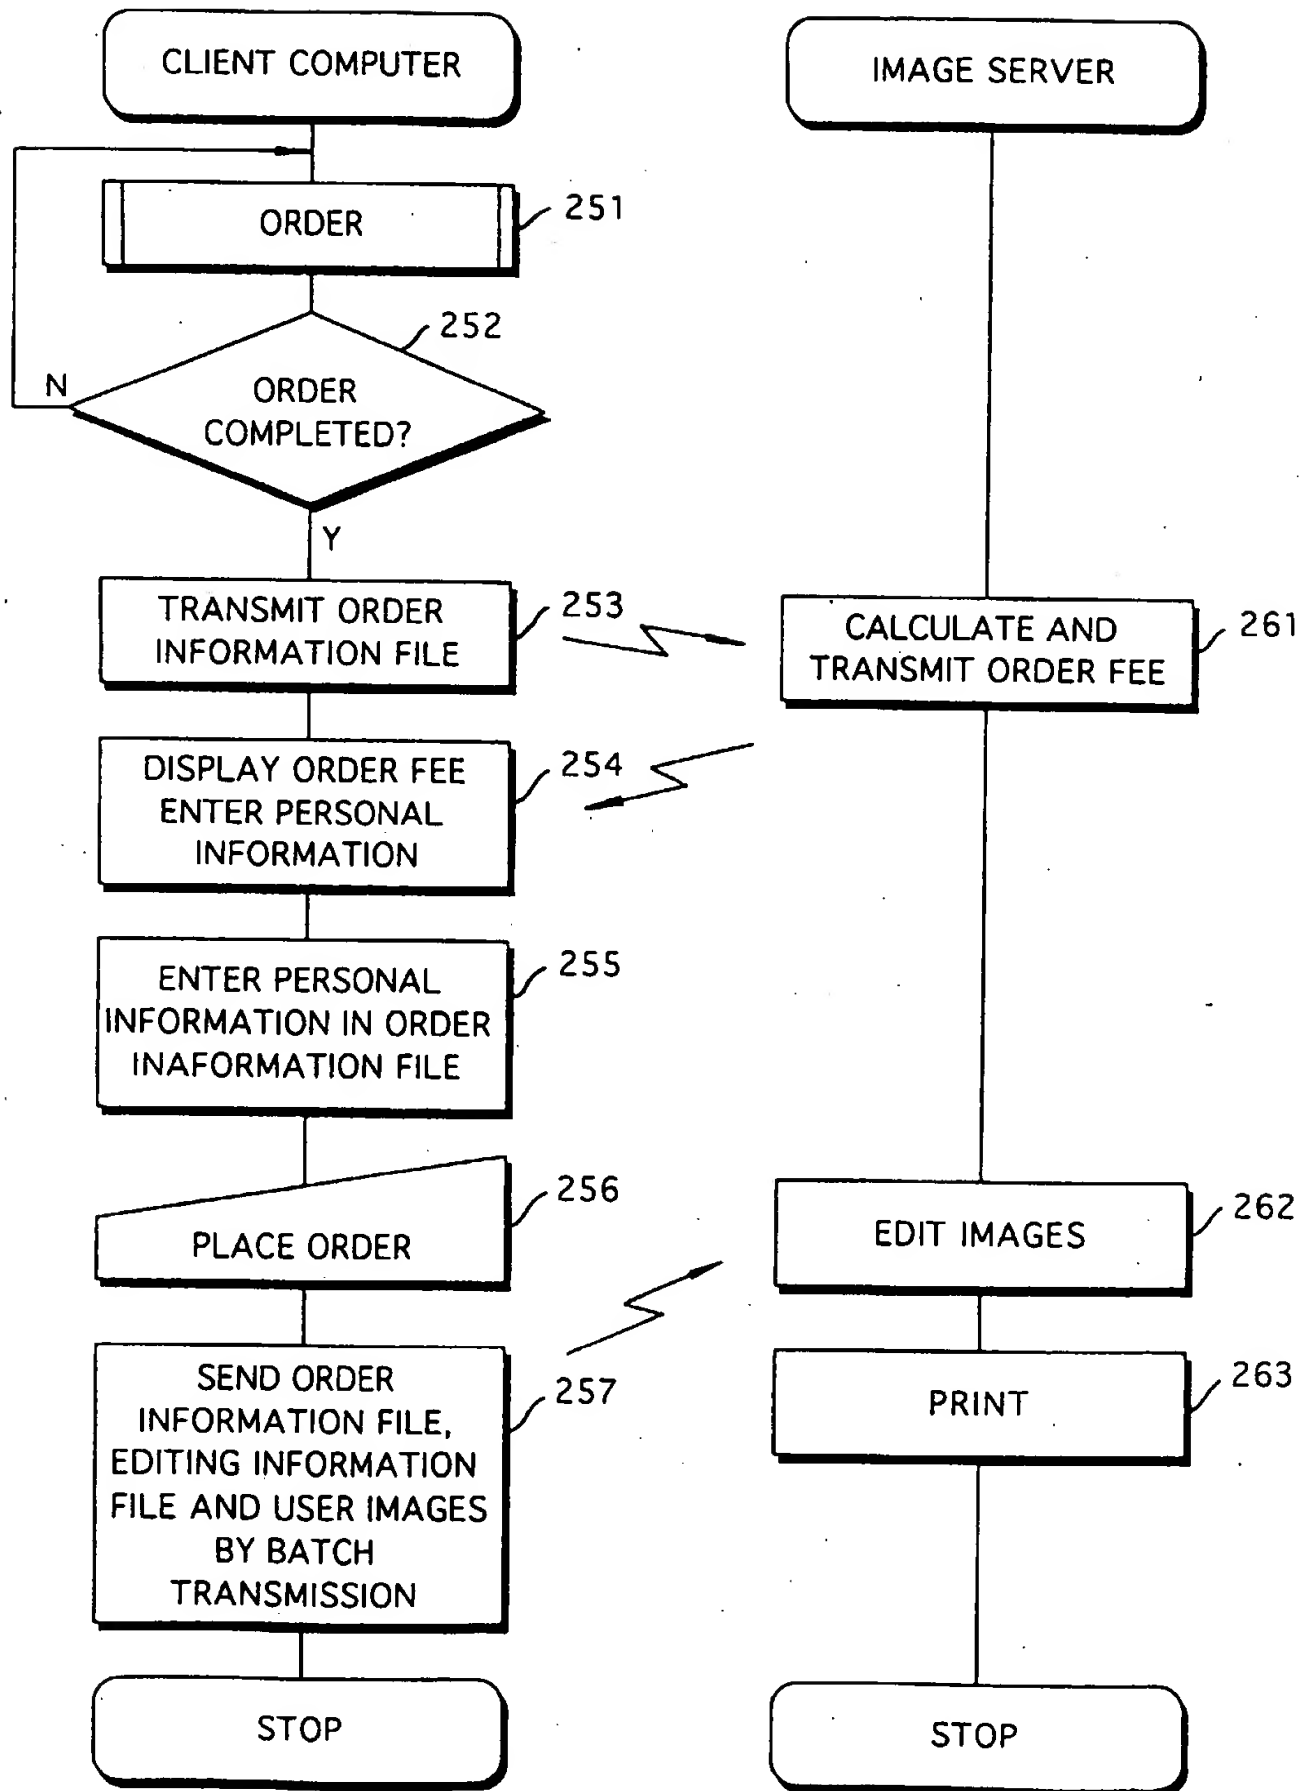 CLIENT COMPUTER
IMAGE SERVER
ORDER
251
252
N
ORDER
COMPLETED?
Y
TRANSMIT ORDER
INFORMATION FILE
253
CALCULATE AND
TRANSMIT ORDER FEE
261
DISPLAY ORDER FEE
ENTER PERSONAL
INFORMATION
254
ENTER PERSONAL
INFORMATION IN ORDER
INAFORMATION FILE
255
PLACE ORDER
256
EDIT IMAGES
262
SEND ORDER
INFORMATION FILE,
EDITING INFORMATION
FILE AND USER IMAGES
BY BATCH
TRANSMISSION
257
PRINT
263
STOP
STOP